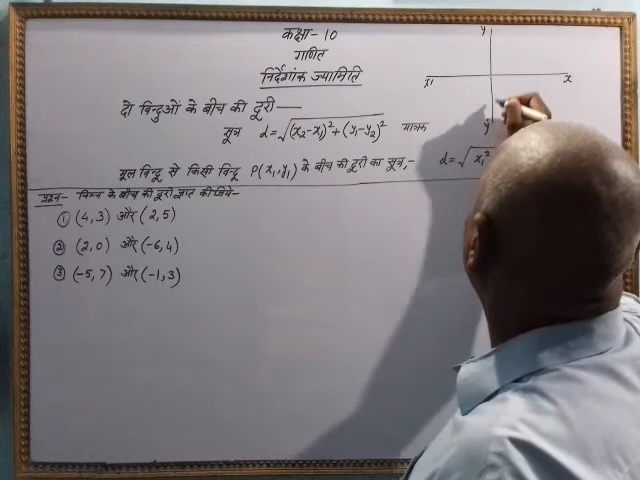 कक्षा- 10
गणित
निर्देशांक ज्यामिति
y
x' x
y'
दो बिन्दुओं के बीच की दूरी —
सूत्र d=√(x₂-x₁)²+(y₁-y₂)² मात्रक
मूल बिन्दु से किसी बिन्दु P(x₁,y₁) के बीच की दूरी का सूत्र,- d=√x₁²
प्रश्न- निम्न के बीच की दूरी ज्ञात कीजिये-
① (4,3) और (2,5)
② (2,0) और (-6,4)
③ (-5,7) और (-1,3)